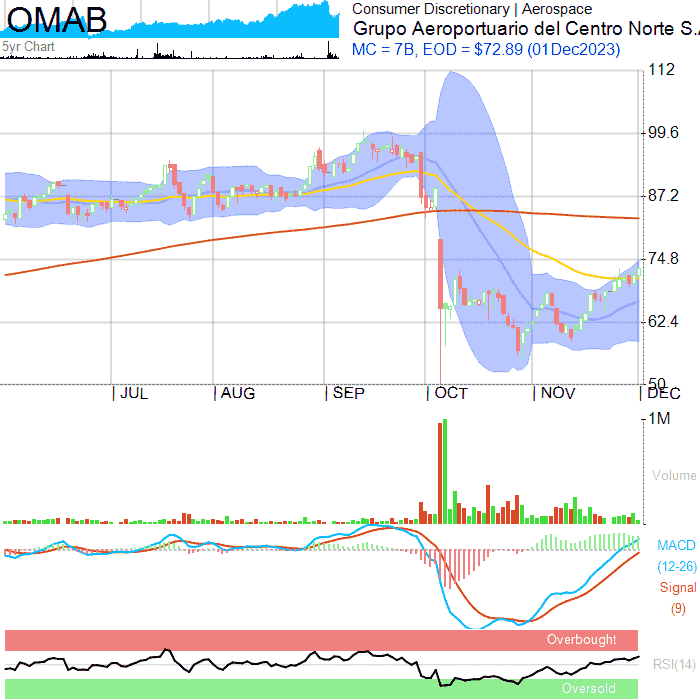 OMAB
5yr Chart
Consumer Discretionary | Aerospace
Grupo Aeroportuario del Centro Norte S.A
MC = 7B, EOD = $72.89 (01Dec2023)
112
99.6
87.2
74.8
62.4
50
JUL AUG SEP OCT NOV DEC
1M
Volume
MACD
(12-26)
Signal
(9)
Overbought
RSI(14)
Oversold